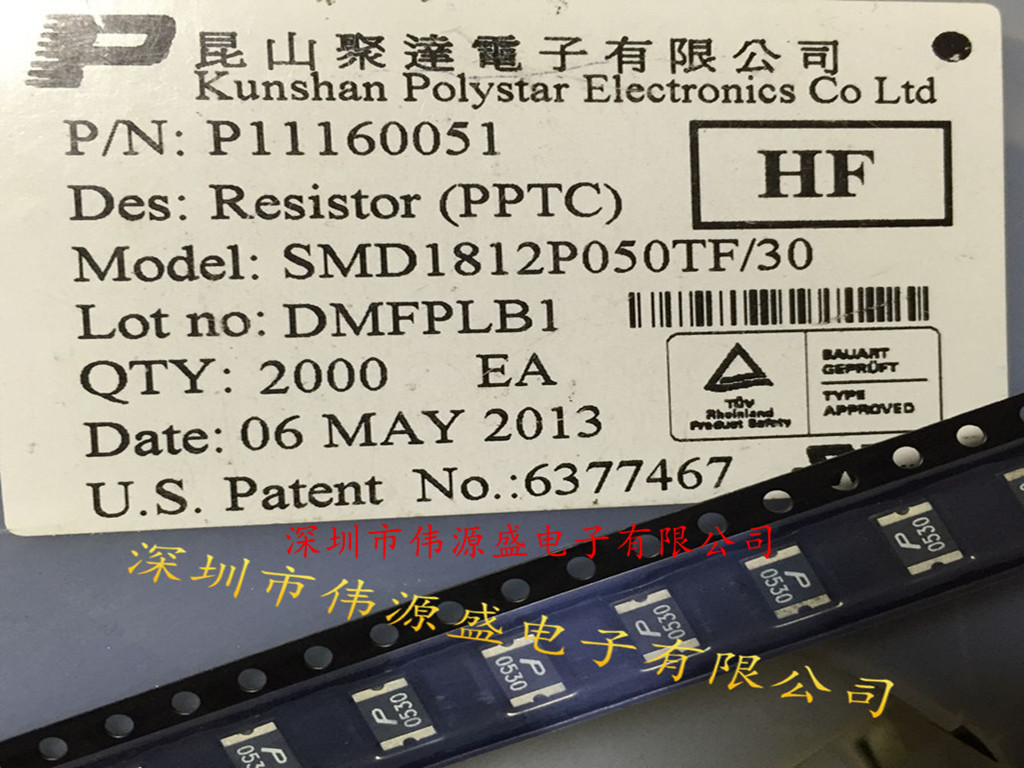 P 昆山聚達電子有限公司
Kunshan Polystar Electronics Co Ltd
P/N: P11160051
HF
Des: Resistor (PPTC)
Model: SMD1812P050TF/30
Lot no: DMFPLB1
QTY: 2000 EA
BAUART
GEPRÜFT
TÜV
Rheinland
Product Safety
TYPE
APPROVED
Date: 06 MAY 2013
U.S. Patent No.:6377467
深圳市伟源盛电子有限公司
深圳市伟源盛电子有限公司
P
0530
P
0530
P
0530
P
0530
P
0530
P
053